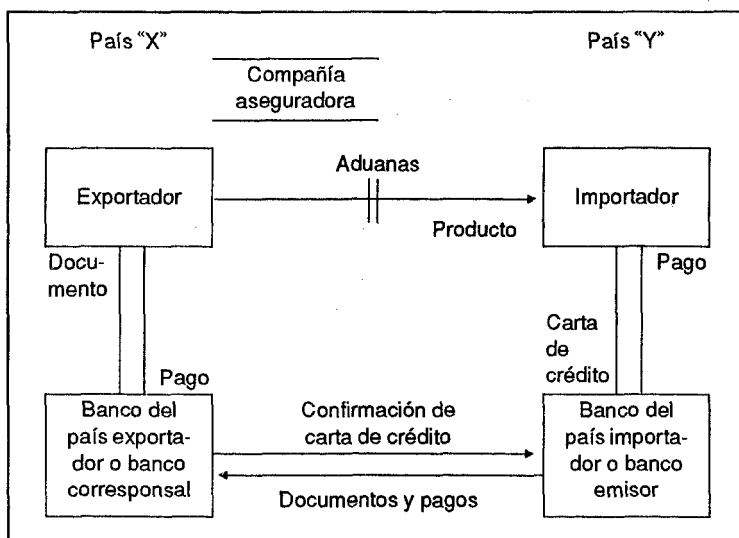 País "X"
País "Y"
Compañía
aseguradora
Aduanas
Exportador
Importador
Producto
Docu-
mento
Pago
Carta
de
crédito
Pago
Banco del
país exporta-
dor o banco
corresponsal
Confirmación de
carta de crédito
Documentos y pagos
Banco del
país importa-
dor o banco
emisor